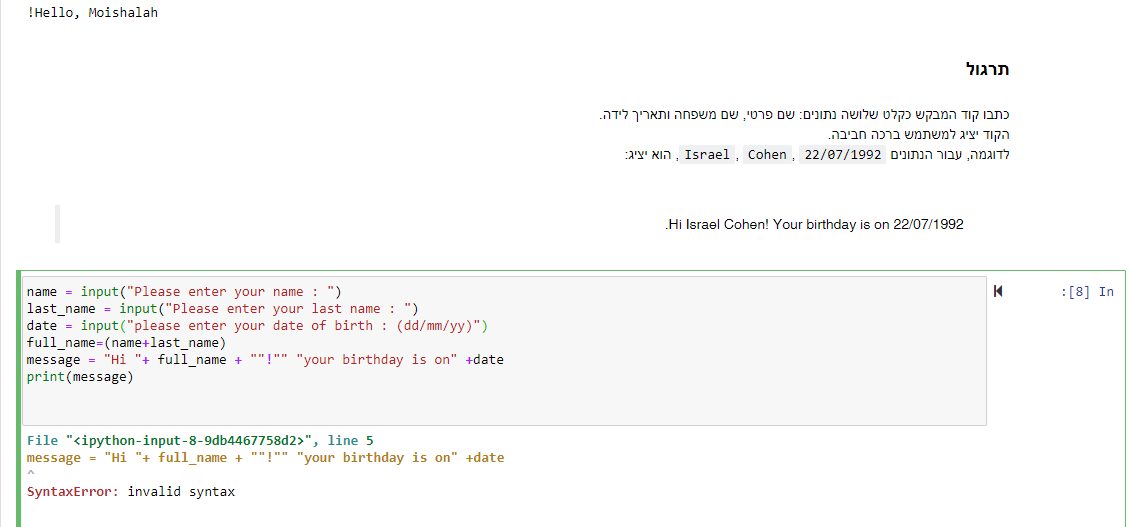 !Hello, Moishalah
תרגול
כתבו קוד המבקש כקלט שלושה נתונים: שם פרטי, שם משפחה ותאריך לידה.
הקוד יציג למשתמש ברכה חביבה.
לדוגמה, עבור הנתונים 22/07/1992 , Cohen , Israel , הוא יציג:
.Hi Israel Cohen! Your birthday is on 22/07/1992
:[8] In
name = input("Please enter your name : ")
last_name = input("Please enter your last name : ")
date = input("please enter your date of birth : (dd/mm/yy)")
full_name=(name+last_name)
message = "Hi "+ full_name + ""!"" "your birthday is on" +date
print(message)
File "<ipython-input-8-9db4467758d2>", line 5
message = "Hi "+ full_name + ""!"" "your birthday is on" +date
^
SyntaxError: invalid syntax